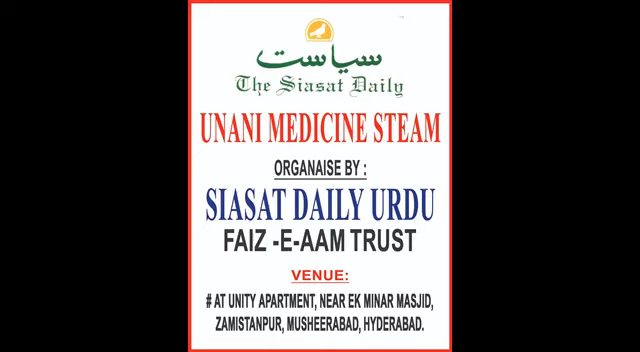 سیاست
The Siasat Daily
UNANI MEDICINE STEAM
ORGANAISE BY :
SIASAT DAILY URDU
FAIZ -E-AAM TRUST
VENUE:
# AT UNITY APARTMENT, NEAR EK MINAR MASJID,
ZAMISTANPUR, MUSHEERABAD, HYDERABAD.